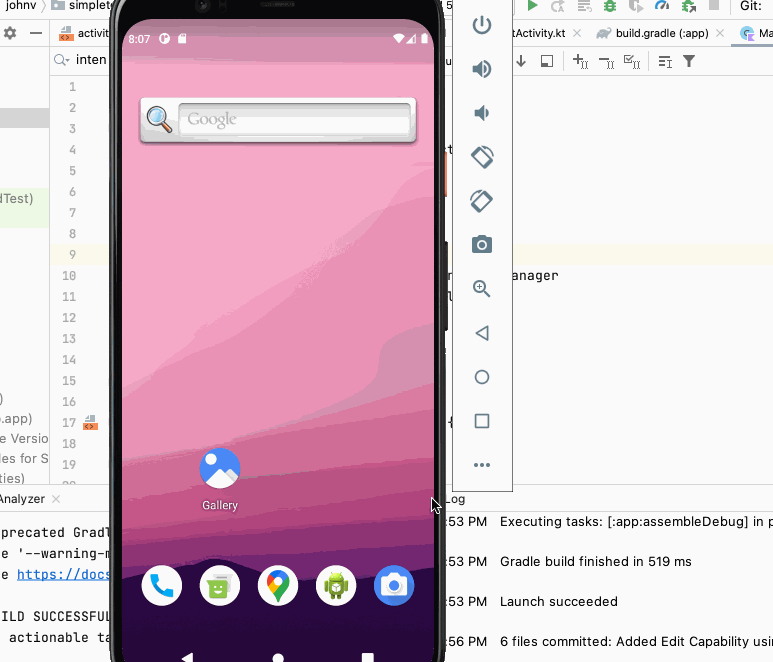 johnv
simplet
Git:
activit
tActivity.kt
build.gradle (:app)
Ma
inten
1
2
3
4
5
6
7
8
9
10
11
12
13
14
15
16
17
18
19
dTest)
8:07
Google
Gallery
anager
)
.app)
e Versio
les for S
ties)
Analyzer
Log
precated Gradl
e '--warning-m
e https://docs
ILD SUCCESSFUL
actionable ta
:53 PM Executing tasks: [:app:assembleDebug] in p
:53 PM Gradle build finished in 519 ms
:53 PM Launch succeeded
:56 PM 6 files committed: Added Edit Capability usi